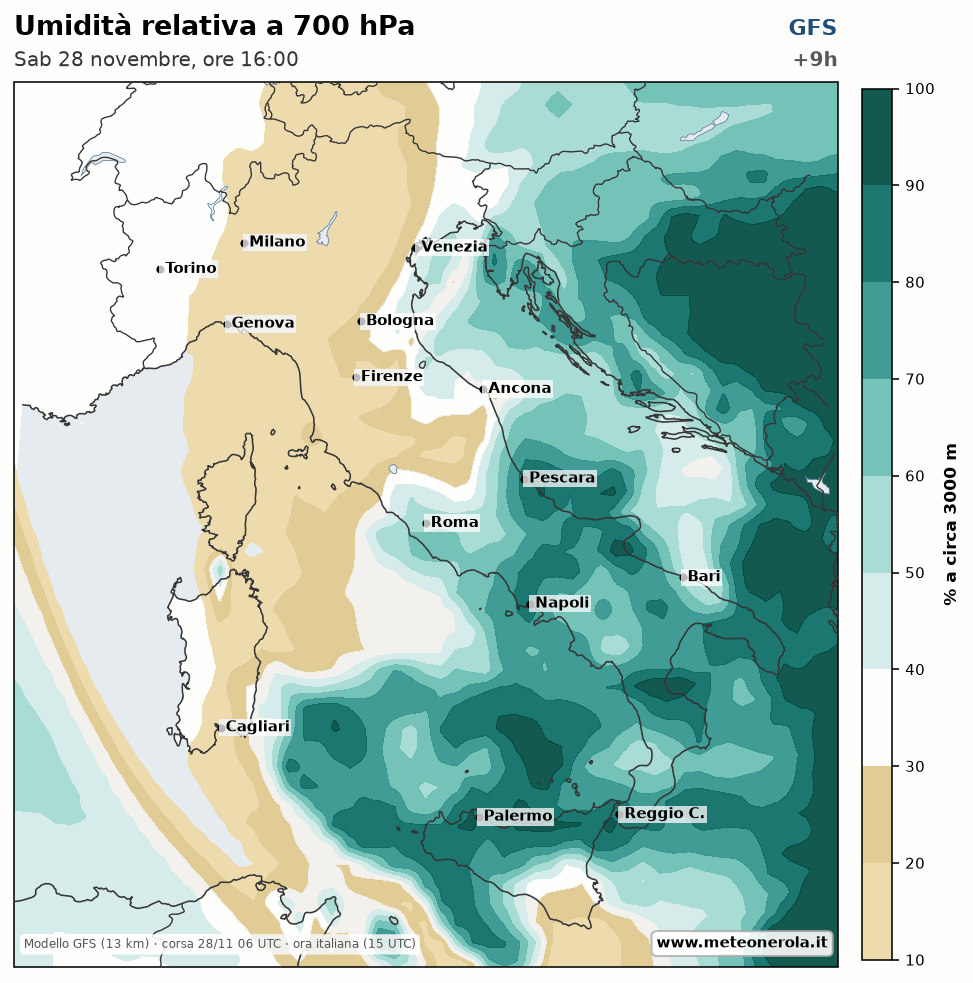 Umidità relativa a 700 hPa
GFS
Sab 28 novembre, ore 16:00
+9h
100
90
80
70
60
50
40
30
20
10
% a circa 3000 m
Milano
Venezia
Torino
Genova
Bologna
Firenze
Ancona
Pescara
Roma
Bari
Napoli
Cagliari
Palermo
Reggio C.
Modello GFS (13 km) · corsa 28/11 06 UTC · ora italiana (15 UTC)
www.meteonerola.it